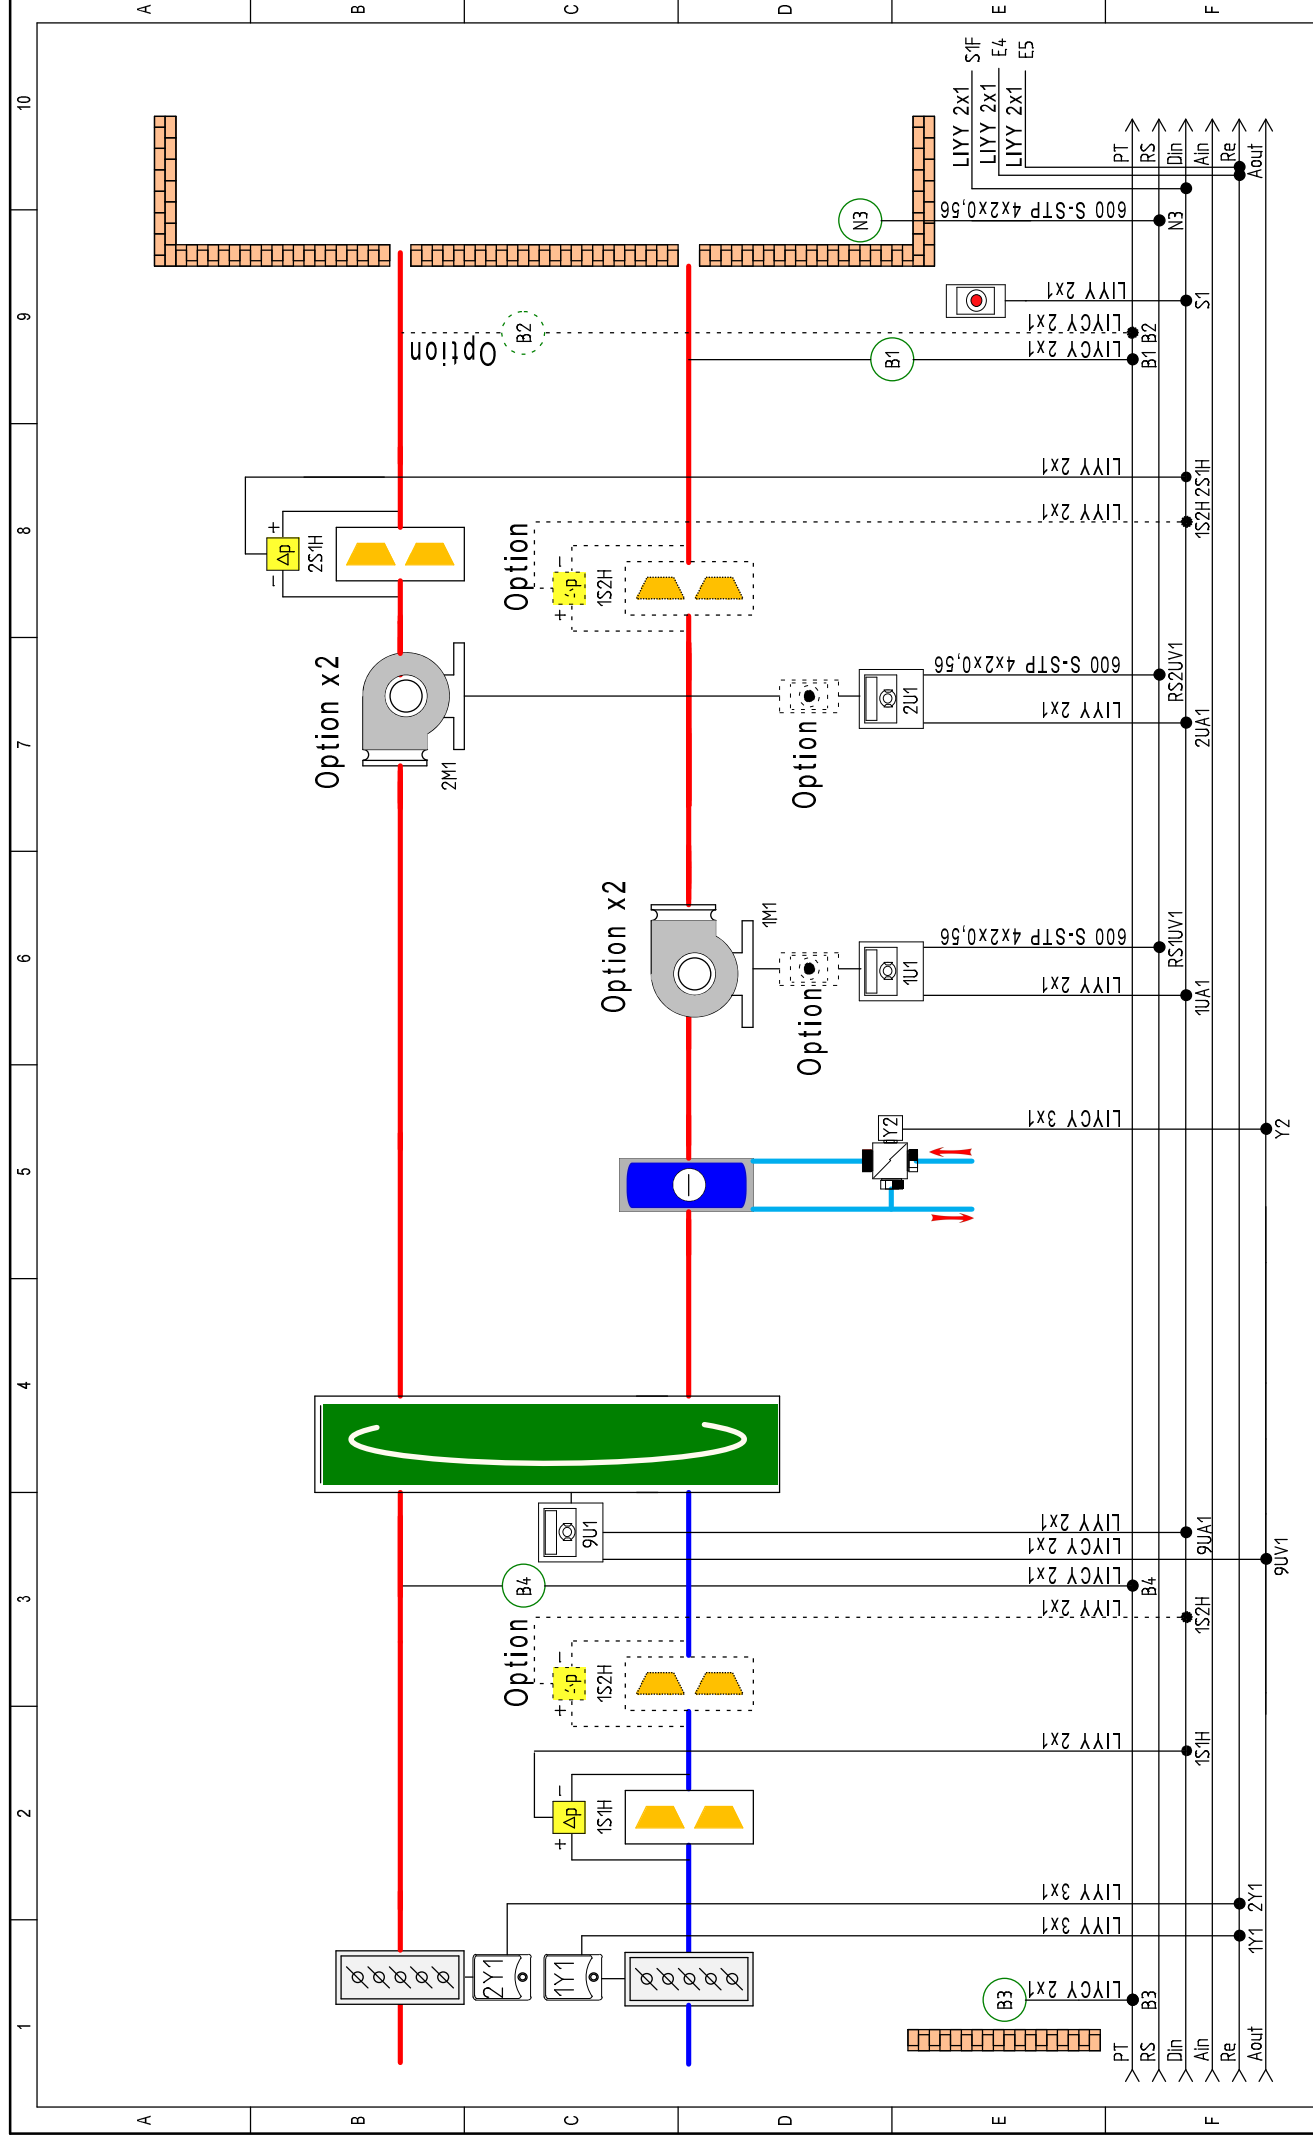 A
B
C
D
E
F
1
2
3
4
5
6
7
8
9
10
2Y1
1Y1
B3
LIYCY 2x1
LIYY 3x1
LIYY 3x1
B3
1Y1
2Y1
+
Δp
−
1S1H
LIYY 2x1
1S1H
Option
+
Δp
−
1S2H
LIYY 2x1
1S2H
B4
LIYCY 2x1
B4
9U1
LIYCY 2x1
LIYY 2x1
9UV1
9UA1
Y2
LIYCY 3x1
Y2
Option x2
1M1
Option
1U1
LIYY 2x1
600 S-STP 4x2x0,56
1UA1
RS1UV1
Option x2
2M1
Option
2U1
LIYY 2x1
600 S-STP 4x2x0,56
2UA1
RS2UV1
Option
+
Δp
−
1S2H
LIYY 2x1
1S2H
−
Δp
+
2S1H
LIYY 2x1
2S1H
Option
B2
B1
LIYCY 2x1
LIYCY 2x1
B1
B2
LIYY 2x1
S1
N3
600 S-STP 4x2x0,56
N3
LIYY 2x1
S1F
LIYY 2x1
E4
LIYY 2x1
E5
PT
RS
Din
Ain
Re
Aout
PT
RS
Din
Ain
Re
Aout
A
B
C
D
E
F